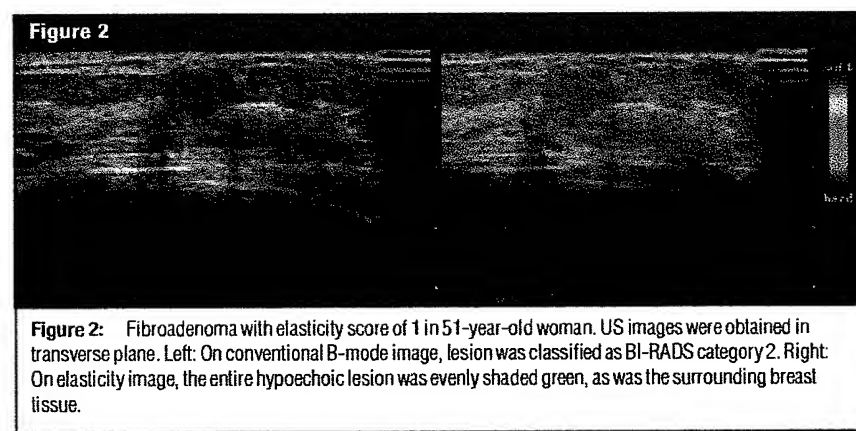 Figure 2
soft
hard
Figure 2: Fibroadenoma with elasticity score of 1 in 51-year-old woman. US images were obtained in
transverse plane. Left: On conventional B-mode image, lesion was classified as BI-RADS category 2. Right:
On elasticity image, the entire hypoechoic lesion was evenly shaded green, as was the surrounding breast
tissue.